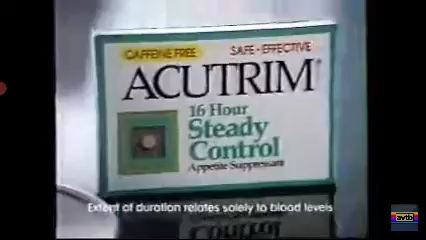 CAFFEINE FREE
SAFE • EFFECTIVE
ACUTRIM®
16 Hour
Steady
Control
Appetite Suppressant
Extent of duration relates solely to blood levels
avtb